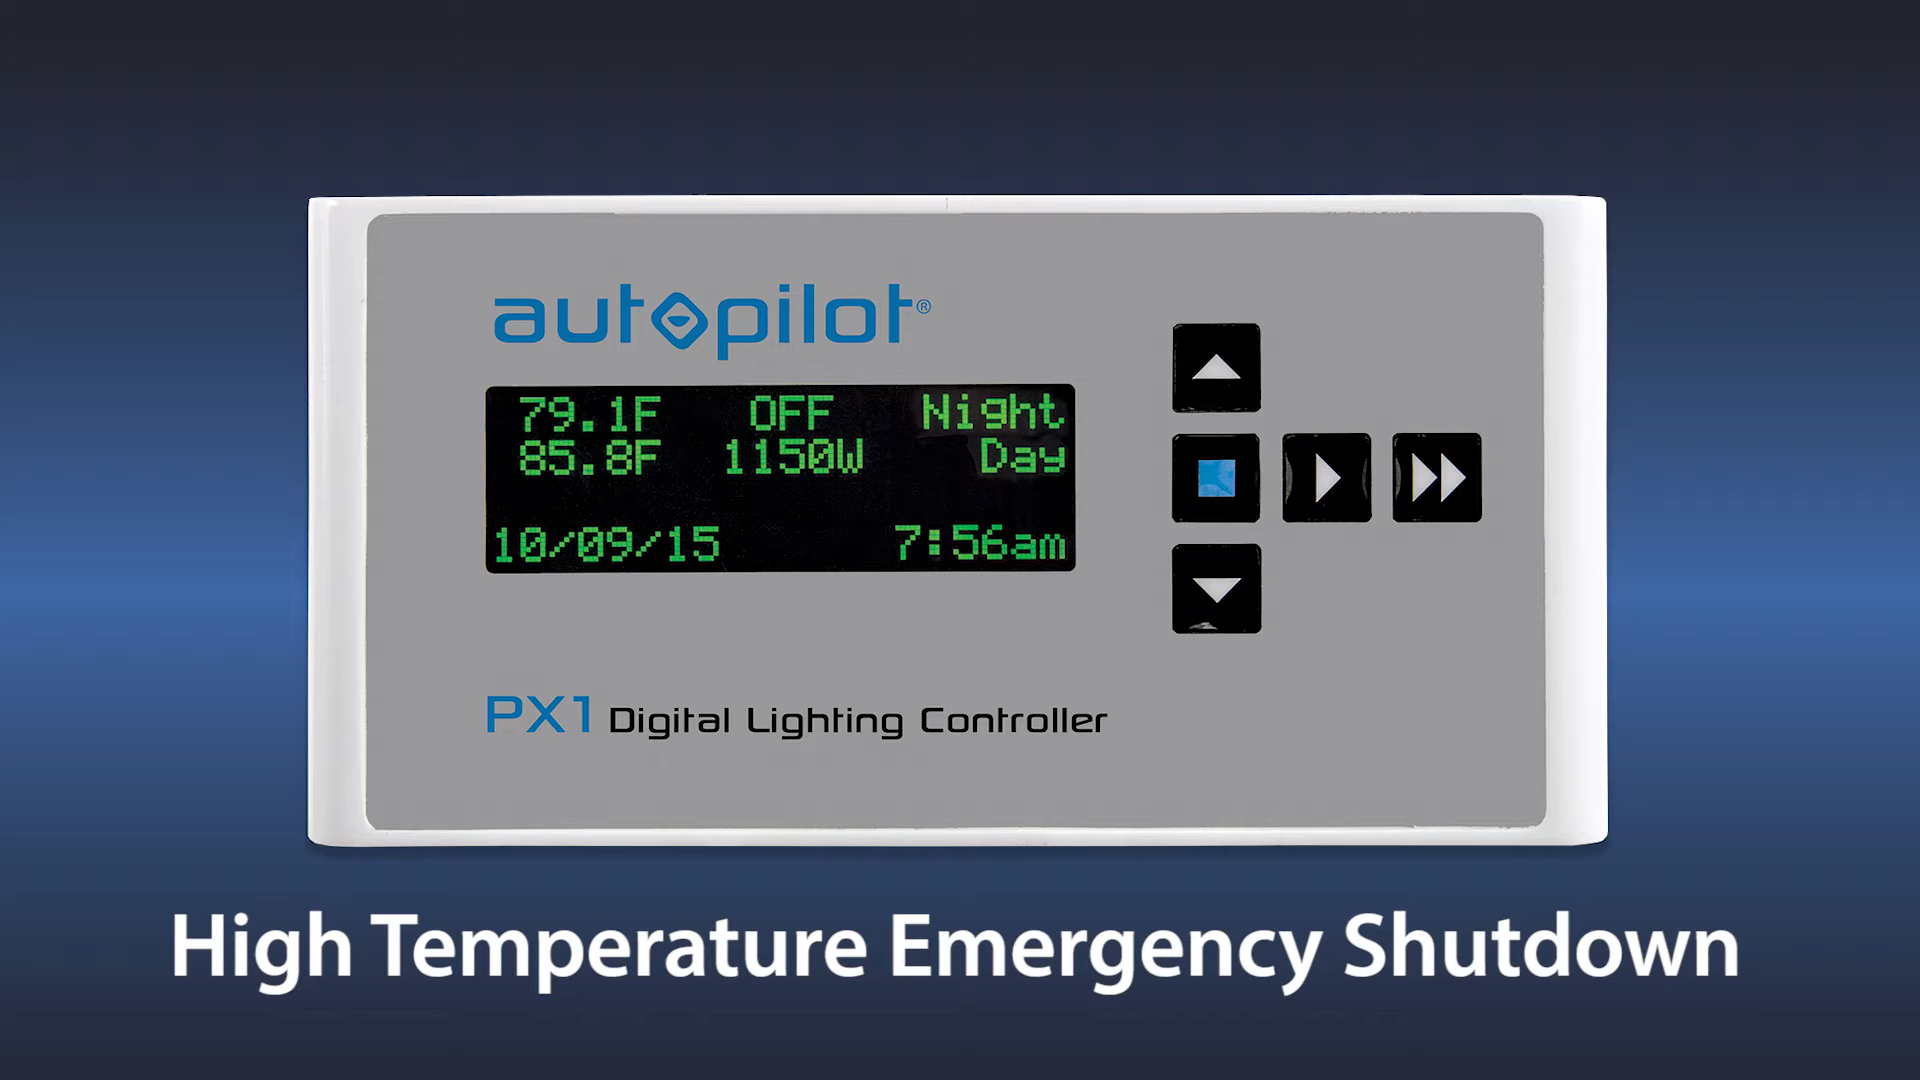 autopilot®
79.1F OFF Night
85.8F 1150W Day
10/09/15 7:56am
PX1 Digital Lighting Controller
High Temperature Emergency Shutdown